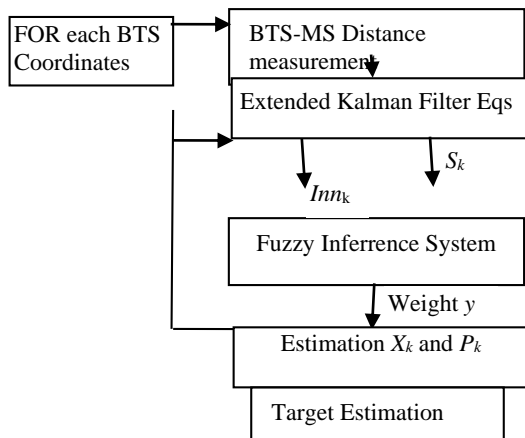 FOR each BTS
Coordinates
BTS-MS Distance
measurement
Extended Kalman Filter Eqs
Innk
Sk
Fuzzy Inferrence System
Weight y
Estimation Xk and Pk
Target Estimation